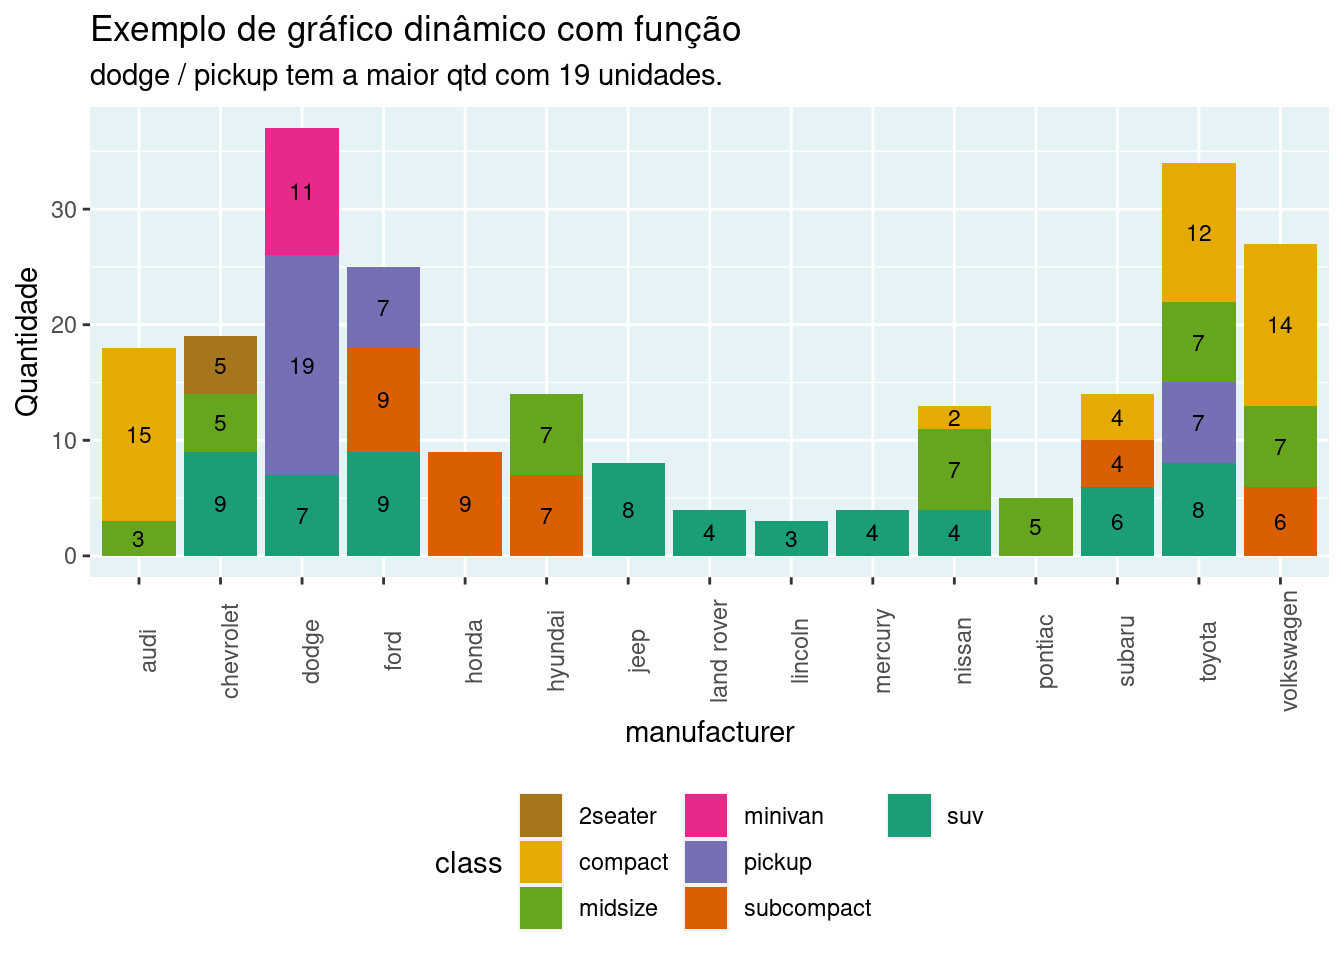 Exemplo de gráfico dinâmico com função
dodge / pickup tem a maior qtd com 19 unidades.
Quantidade
30
20
10
0
15
3
5
5
9
11
19
7
7
9
9
9
7
7
8
4
3
4
2
7
4
5
4
4
6
12
7
7
8
14
7
6
audi
chevrolet
dodge
ford
honda
hyundai
jeep
land rover
lincoln
mercury
nissan
pontiac
subaru
toyota
volkswagen
manufacturer
class
2seater
compact
midsize
minivan
pickup
subcompact
suv